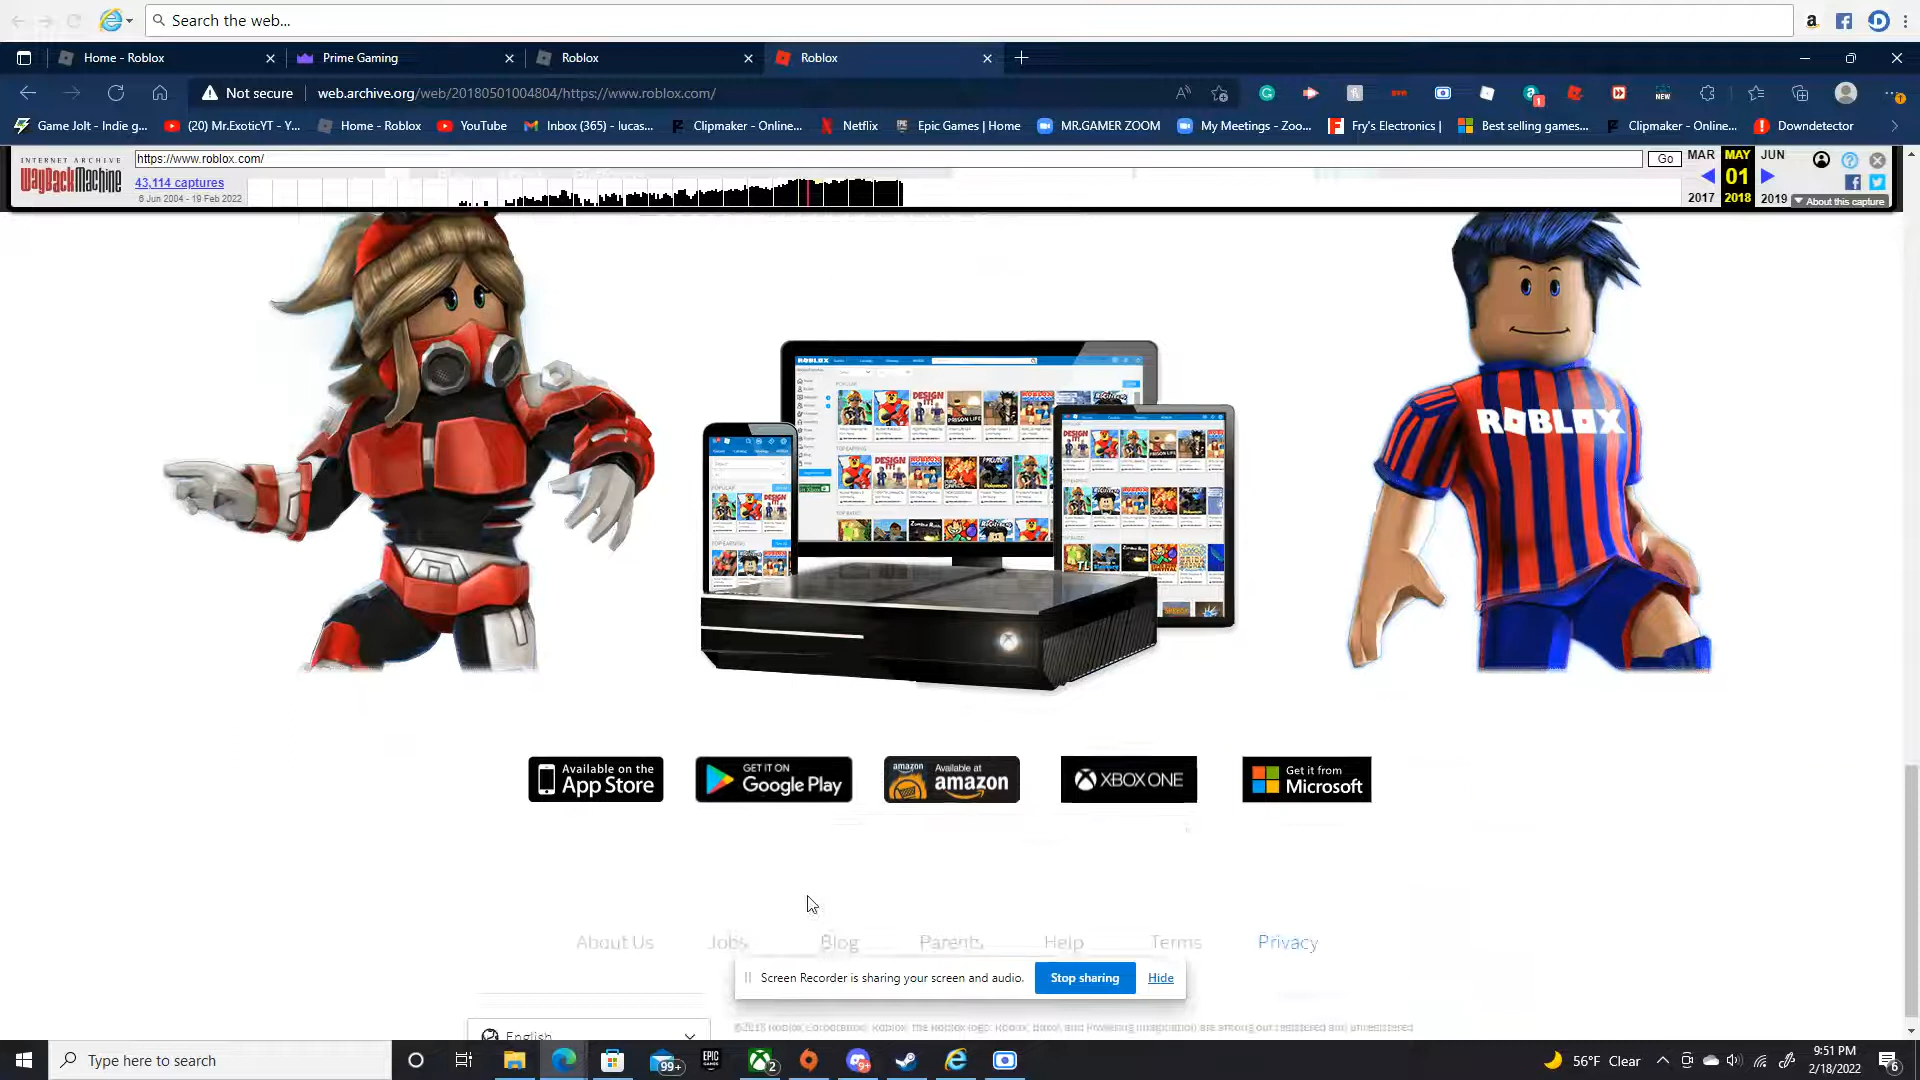 Search the web...
Home - Roblox
Prime Gaming
Roblox
Roblox
Not secure
web.archive.org/web/20180501004804/https://www.roblox.com/
Game Jolt - Indie g...
(20) Mr.ExoticYT - Y...
Home - Roblox
YouTube
Inbox (365) - lucas...
Clipmaker - Online...
Netflix
Epic Games | Home
MR.GAMER ZOOM
My Meetings - Zoo...
Fry's Electronics |
Best selling games...
Clipmaker - Online...
Downdetector
INTERNET ARCHIVE
WayBackMachine
https://www.roblox.com/
Go
43,114 captures
6 Jun 2004 - 19 Feb 2022
MAR MAY JUN
01
2017 2018 2019
About this capture
ROBLOX
ROBLOX
Available on the
App Store
GET IT ON
Google Play
amazon
Available at
amazon
XBOX ONE
Get it from
Microsoft
About Us
Jobs
Blog
Parents
Help
Terms
Privacy
Screen Recorder is sharing your screen and audio.
Stop sharing
Hide
English
Type here to search
99+
EPIC
GAMES
2
9+
56°F Clear
9:51 PM
2/18/2022
6